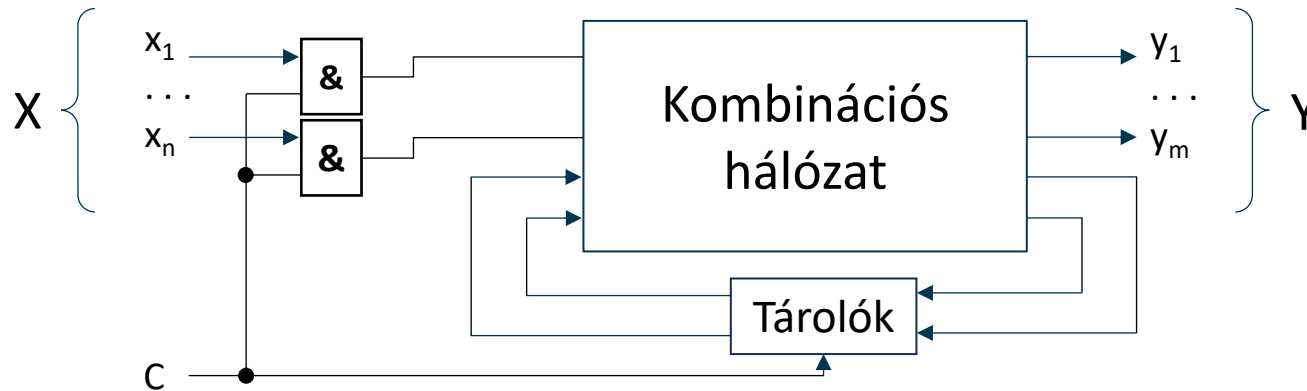 X
x1
. . .
xn
&
&
Kombinációs
hálózat
y1
. . .
ym
Y
Tárolók
C